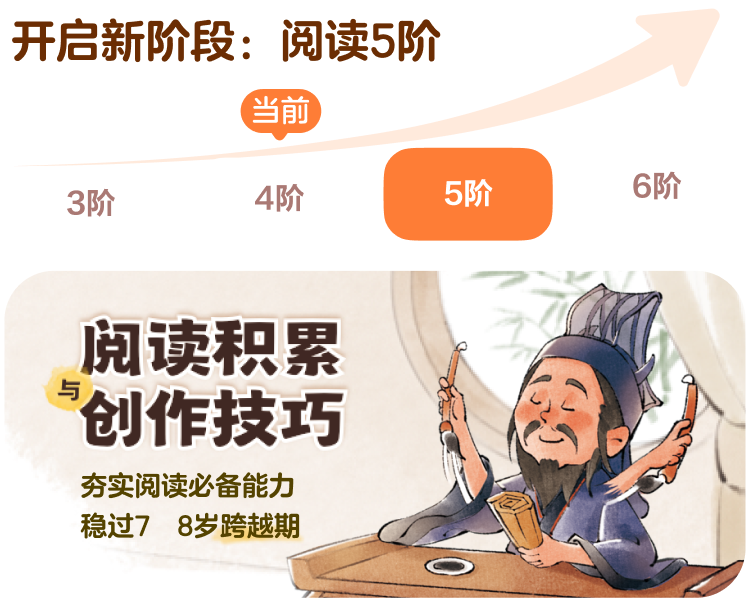 开启新阶段：阅读5阶
当前
3阶
4阶
5阶
6阶
阅读积累
与
创作技巧
夯实阅读必备能力
稳过7 8岁跨越期